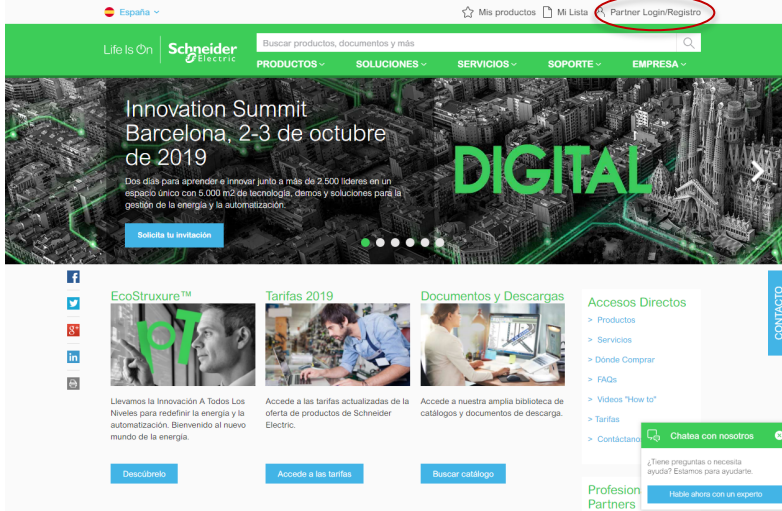 España
Mis productos
Mi Lista
Partner Login/Registro
Life Is On
Schneider
Electric
Buscar productos, documentos y más
PRODUCTOS
SOLUCIONES
SERVICIOS
SOPORTE
EMPRESA
Innovation Summit
Barcelona, 2-3 de octubre
de 2019
Dos días para aprender e innovar junto a más de 2.500 líderes en un
espacio único con 5.000 m2 de tecnología, demos y soluciones para la
gestión de la energía y la automatización.
Solicita tu invitación
DIGITAL
CONTACTO
EcoStruxure™
IoT
Llevamos la Innovación A Todos Los
Niveles para redefinir la energía y la
automatización. Bienvenido al nuevo
mundo de la energía.
Descúbrelo
Tarifas 2019
Accede a las tarifas actualizadas de la
oferta de productos de Schneider
Electric.
Accede a las tarifas
Documentos y Descargas
Accede a nuestra amplia biblioteca de
catálogos y documentos de descarga.
Buscar catálogo
Accesos Directos
> Productos
> Servicios
> Dónde Comprar
> FAQs
> Videos "How to"
> Tarifas
> Contáctano
Profesion
Partners
Chatea con nosotros
¿Tiene preguntas o necesita
ayuda? Estamos para ayudarte.
Hable ahora con un experto